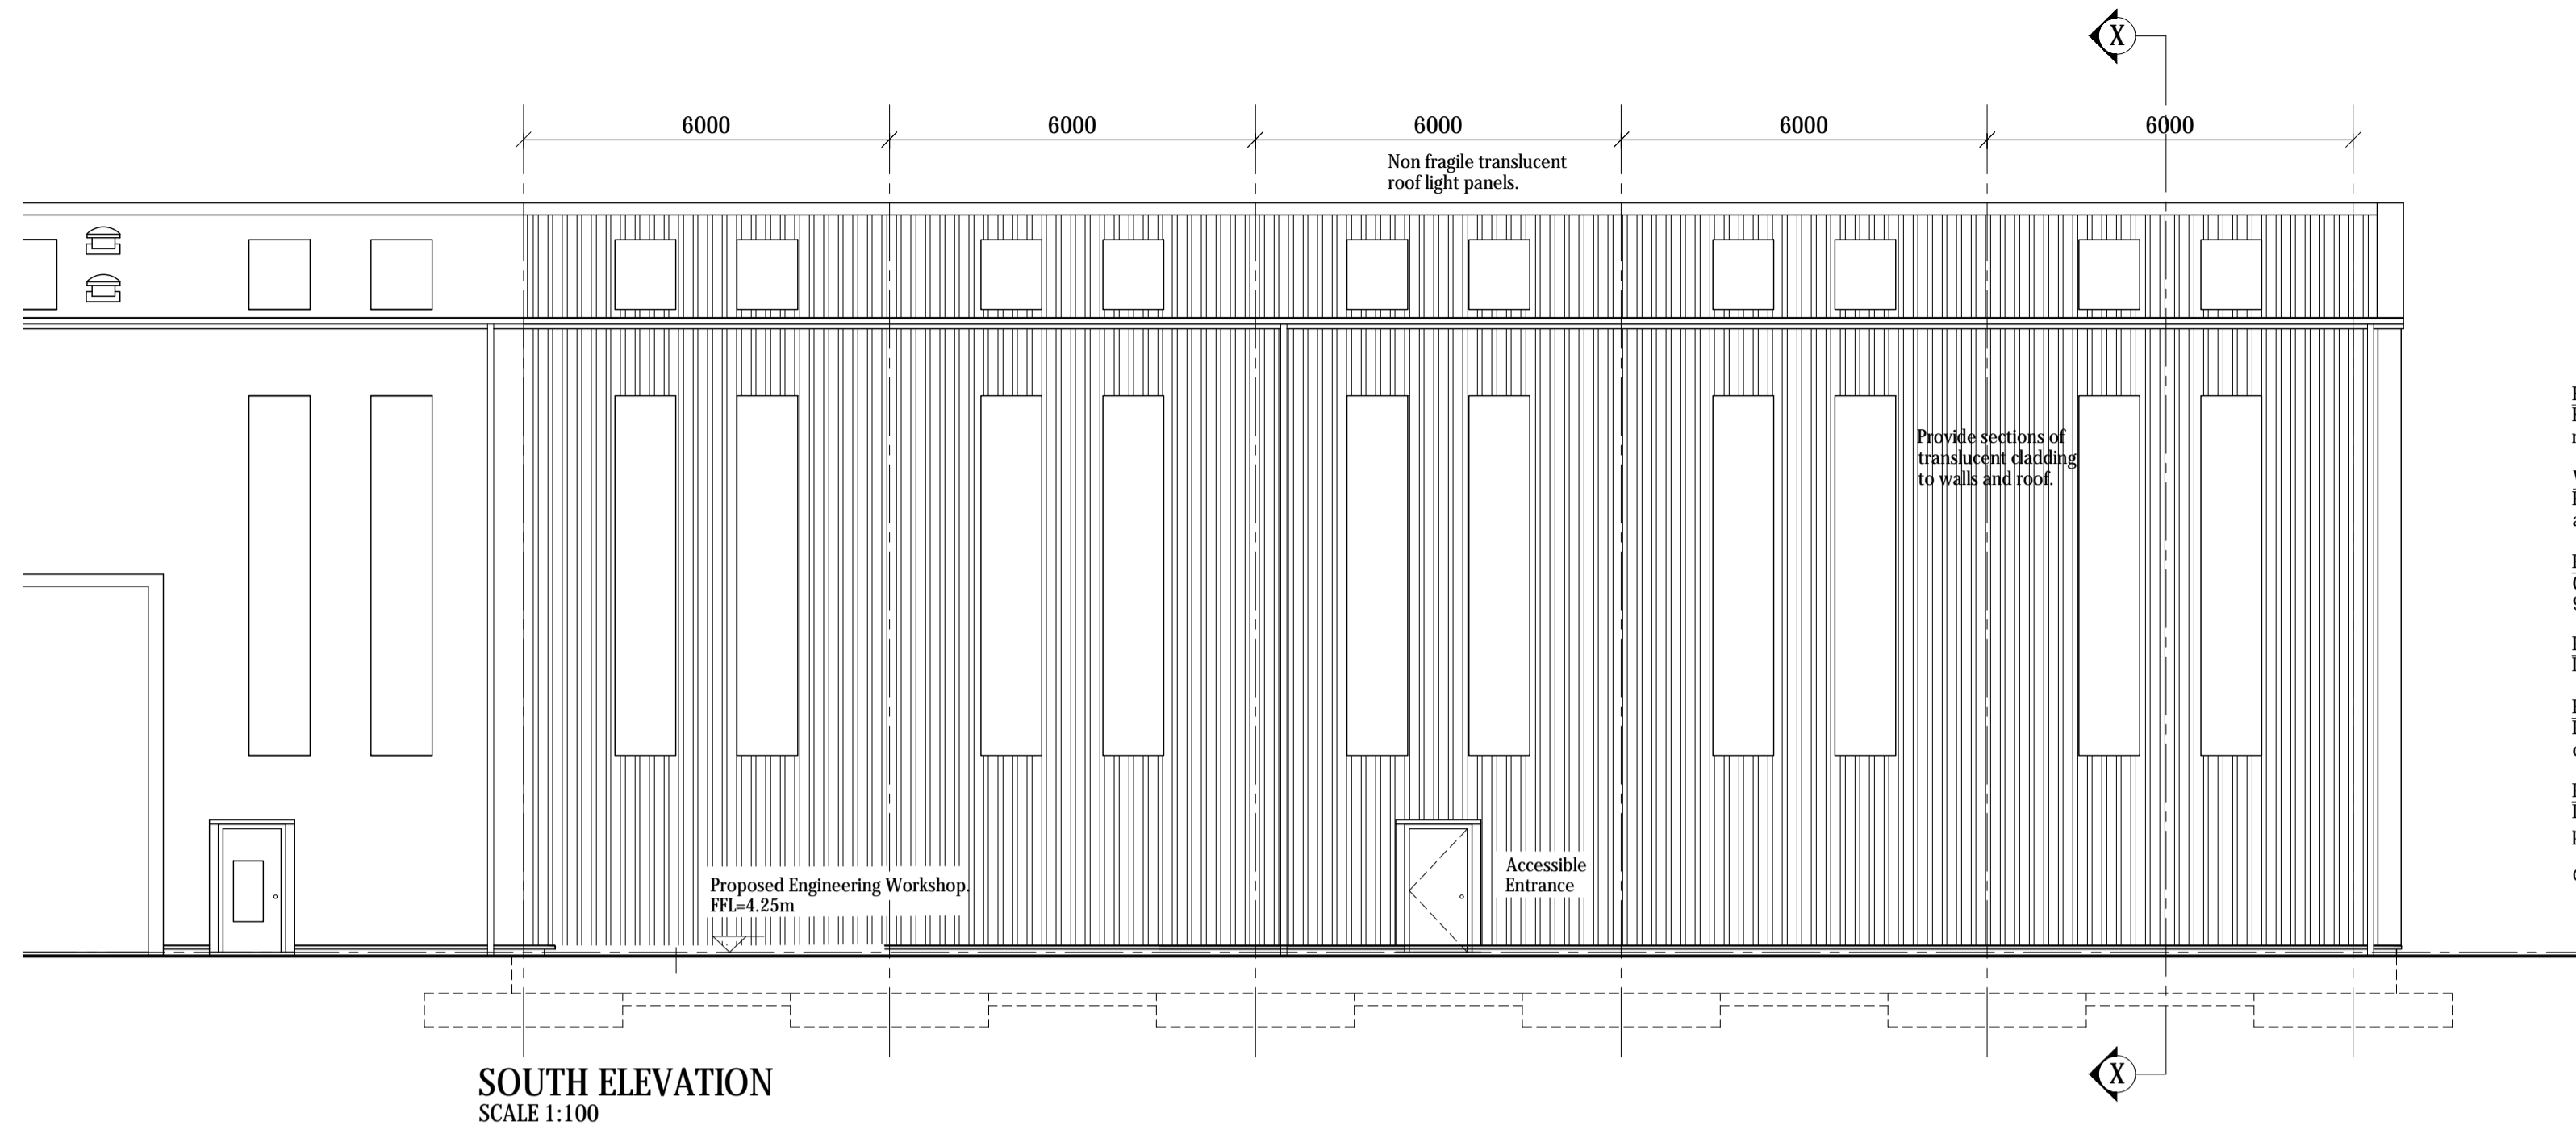 X
6000 6000 6000 6000 6000
Non fragile translucent
roof light panels.
Provide sections of
translucent cladding
to walls and roof.
Accessible
Entrance
Proposed Engineering Workshop.
FFL=4.25m
X
SOUTH ELEVATION
SCALE 1:100